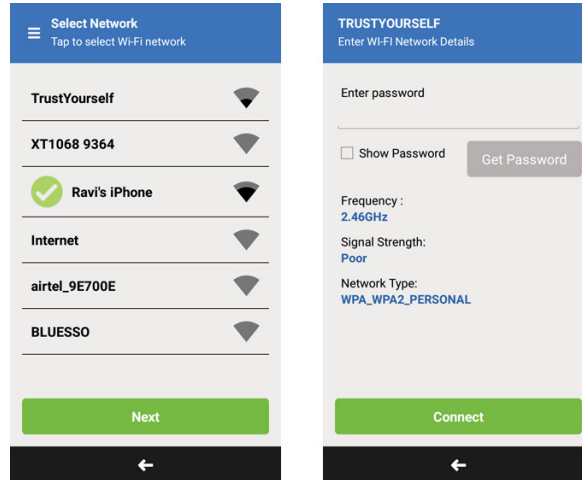 Select Network
Tap to select Wi-Fi network
TrustYourself
XT1068 9364
Ravi's iPhone
Internet
airtel_9E700E
BLUESSO
Next
TRUSTYOURSELF
Enter WI-FI Network Details
Enter password
Show Password
Get Password
Frequency :
2.46GHz
Signal Strength:
Poor
Network Type:
WPA_WPA2_PERSONAL
Connect